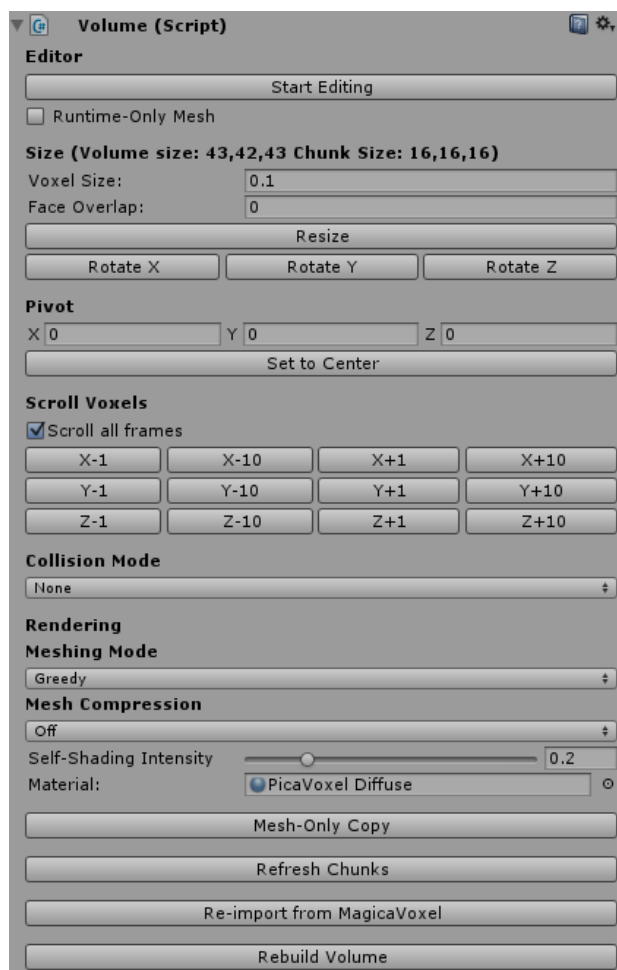 Volume (Script)
Editor
Start Editing
Runtime-Only Mesh
Size (Volume size: 43,42,43 Chunk Size: 16,16,16)
Voxel Size: 0.1
Face Overlap: 0
Resize
Rotate X Rotate Y Rotate Z
Pivot
X 0 Y 0 Z 0
Set to Center
Scroll Voxels
Scroll all frames
X-1 X-10 X+1 X+10
Y-1 Y-10 Y+1 Y+10
Z-1 Z-10 Z+1 Z+10
Collision Mode
None
Rendering
Meshing Mode
Greedy
Mesh Compression
Off
Self-Shading Intensity 0.2
Material: PicaVoxel Diffuse
Mesh-Only Copy
Refresh Chunks
Re-import from MagicaVoxel
Rebuild Volume